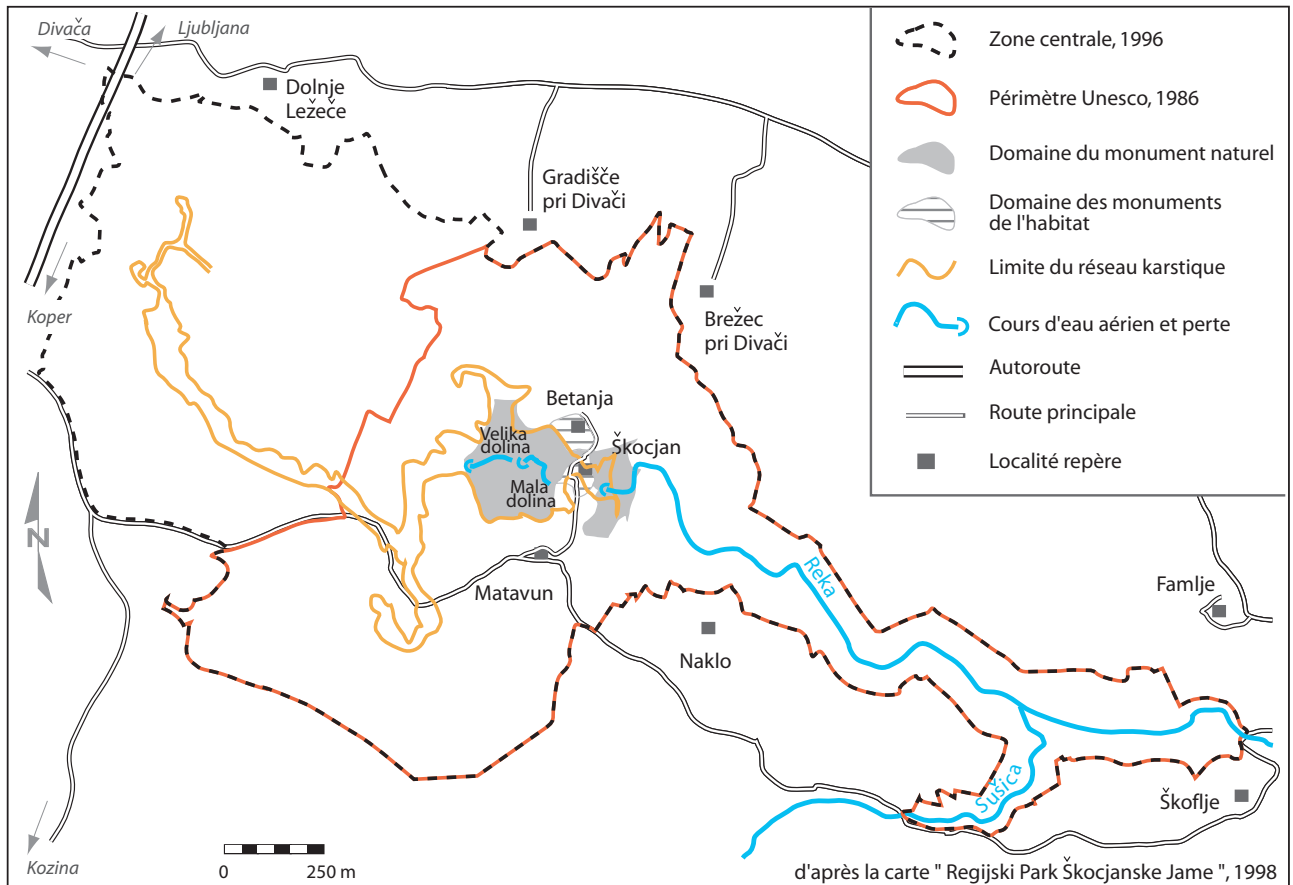 Divača
Ljubljana
Dolnje
Ležeče
Gradišče
pri Divači
Brežec
pri Divači
Koper
Betanja
Velika
dolina
Škocjan
Mala
dolina
N
Matavun
Reka
Naklo
Famlje
Sušica
Škoflje
Kozina
0
250 m
Zone centrale, 1996
Périmètre Unesco, 1986
Domaine du monument naturel
Domaine des monuments
de l'habitat
Limite du réseau karstique
Cours d'eau aérien et perte
Autoroute
Route principale
Localité repère
d'après la carte " Regijski Park Škocjanske Jame ", 1998